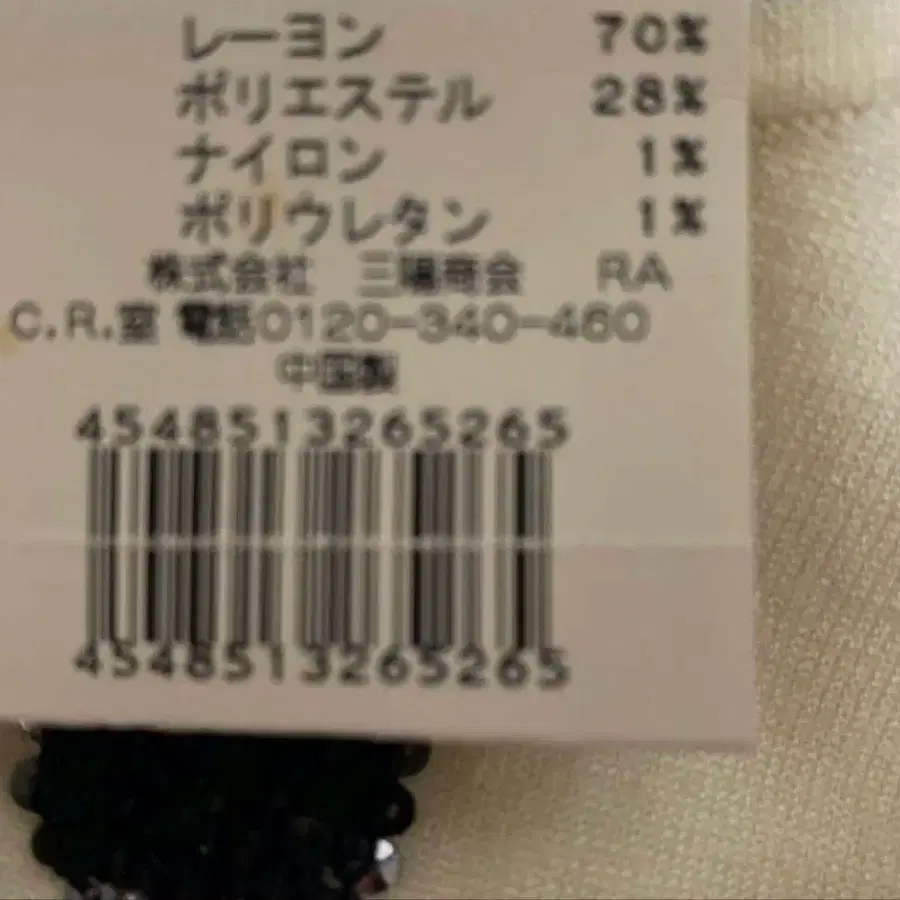 レーヨン 70%
ポリエステル 28%
ナイロン 1%
ポリウレタン 1%
株式会社 三陽商会 RA
C.R.室 電話0120-340-460
中国製
4548513265265
4548513265265